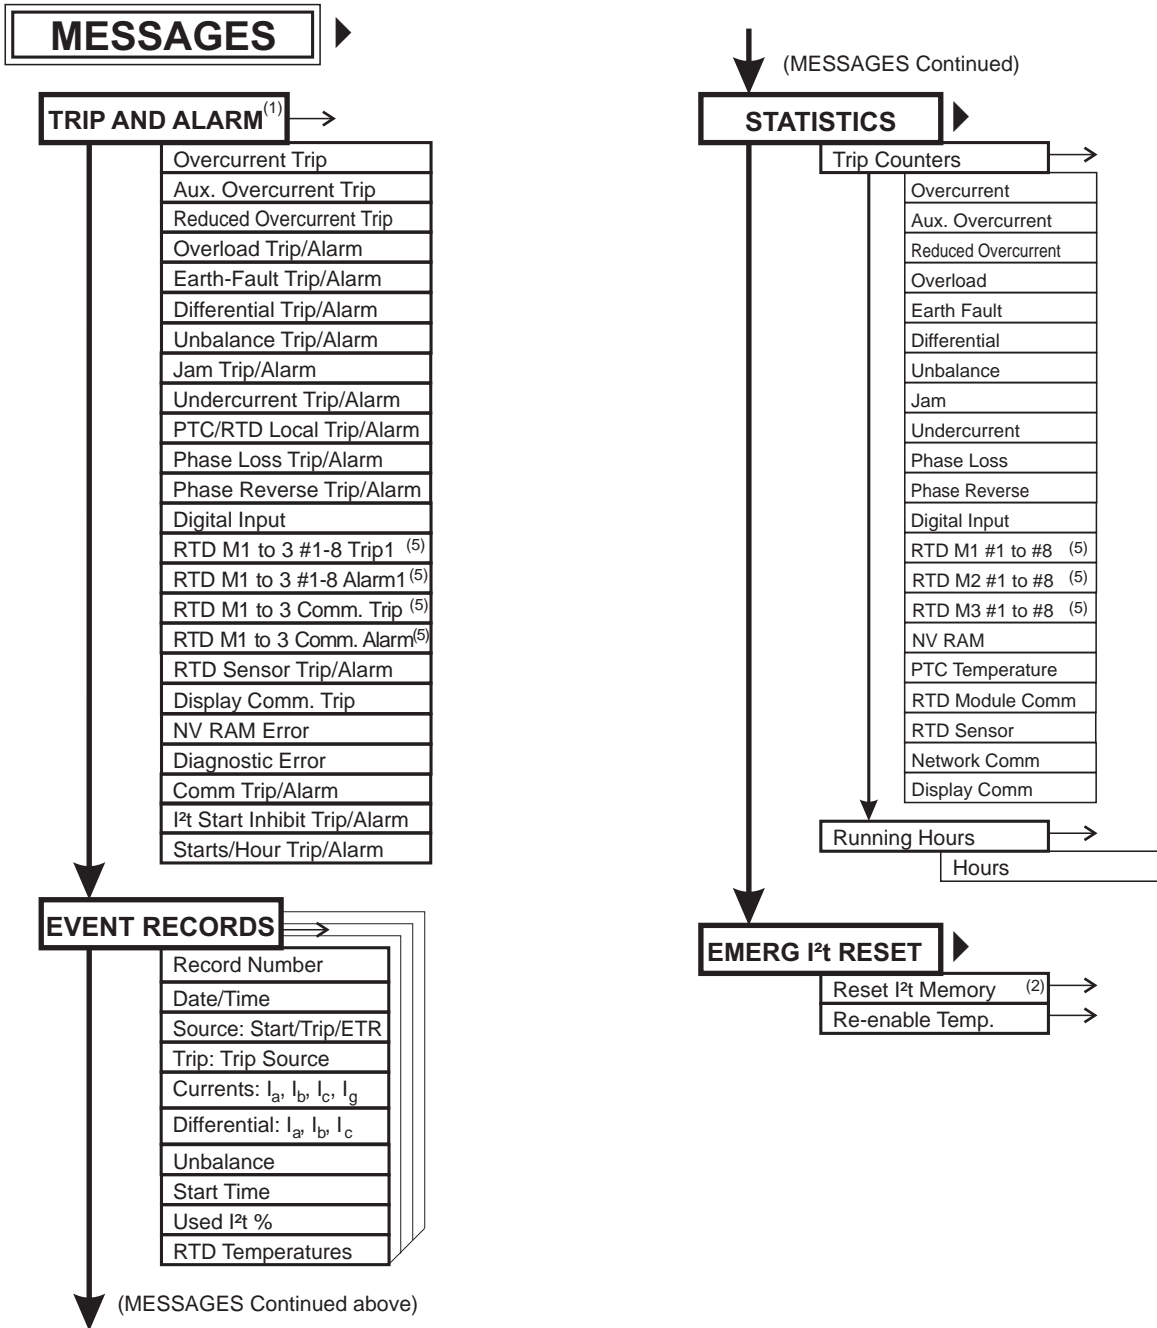 MESSAGES
TRIP AND ALARM(1)
Overcurrent Trip
Aux. Overcurrent Trip
Reduced Overcurrent Trip
Overload Trip/Alarm
Earth-Fault Trip/Alarm
Differential Trip/Alarm
Unbalance Trip/Alarm
Jam Trip/Alarm
Undercurrent Trip/Alarm
PTC/RTD Local Trip/Alarm
Phase Loss Trip/Alarm
Phase Reverse Trip/Alarm
Digital Input
RTD M1 to 3 #1-8 Trip1 (5)
RTD M1 to 3 #1-8 Alarm1 (5)
RTD M1 to 3 Comm. Trip (5)
RTD M1 to 3 Comm. Alarm(5)
RTD Sensor Trip/Alarm
Display Comm. Trip
NV RAM Error
Diagnostic Error
Comm Trip/Alarm
I²t Start Inhibit Trip/Alarm
Starts/Hour Trip/Alarm
EVENT RECORDS
Record Number
Date/Time
Source: Start/Trip/ETR
Trip: Trip Source
Currents: Ia, Ib, Ic, Ig
Differential: Ia, Ib, Ic
Unbalance
Start Time
Used I²t %
RTD Temperatures
(MESSAGES Continued above)
(MESSAGES Continued)
STATISTICS
Trip Counters
Overcurrent
Aux. Overcurrent
Reduced Overcurrent
Overload
Earth Fault
Differential
Unbalance
Jam
Undercurrent
Phase Loss
Phase Reverse
Digital Input
RTD M1 #1 to #8 (5)
RTD M2 #1 to #8 (5)
RTD M3 #1 to #8 (5)
NV RAM
PTC Temperature
RTD Module Comm
RTD Sensor
Network Comm
Display Comm
Running Hours
Hours
EMERG I²t RESET
Reset I²t Memory (2)
Re-enable Temp.